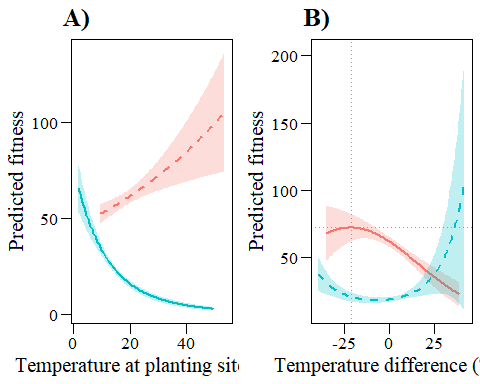 A)
B)
Predicted fitness
100
50
0
0
20
40
Temperature at planting sit
Predicted fitness
200
150
100
50
-25
0
25
Temperature difference (